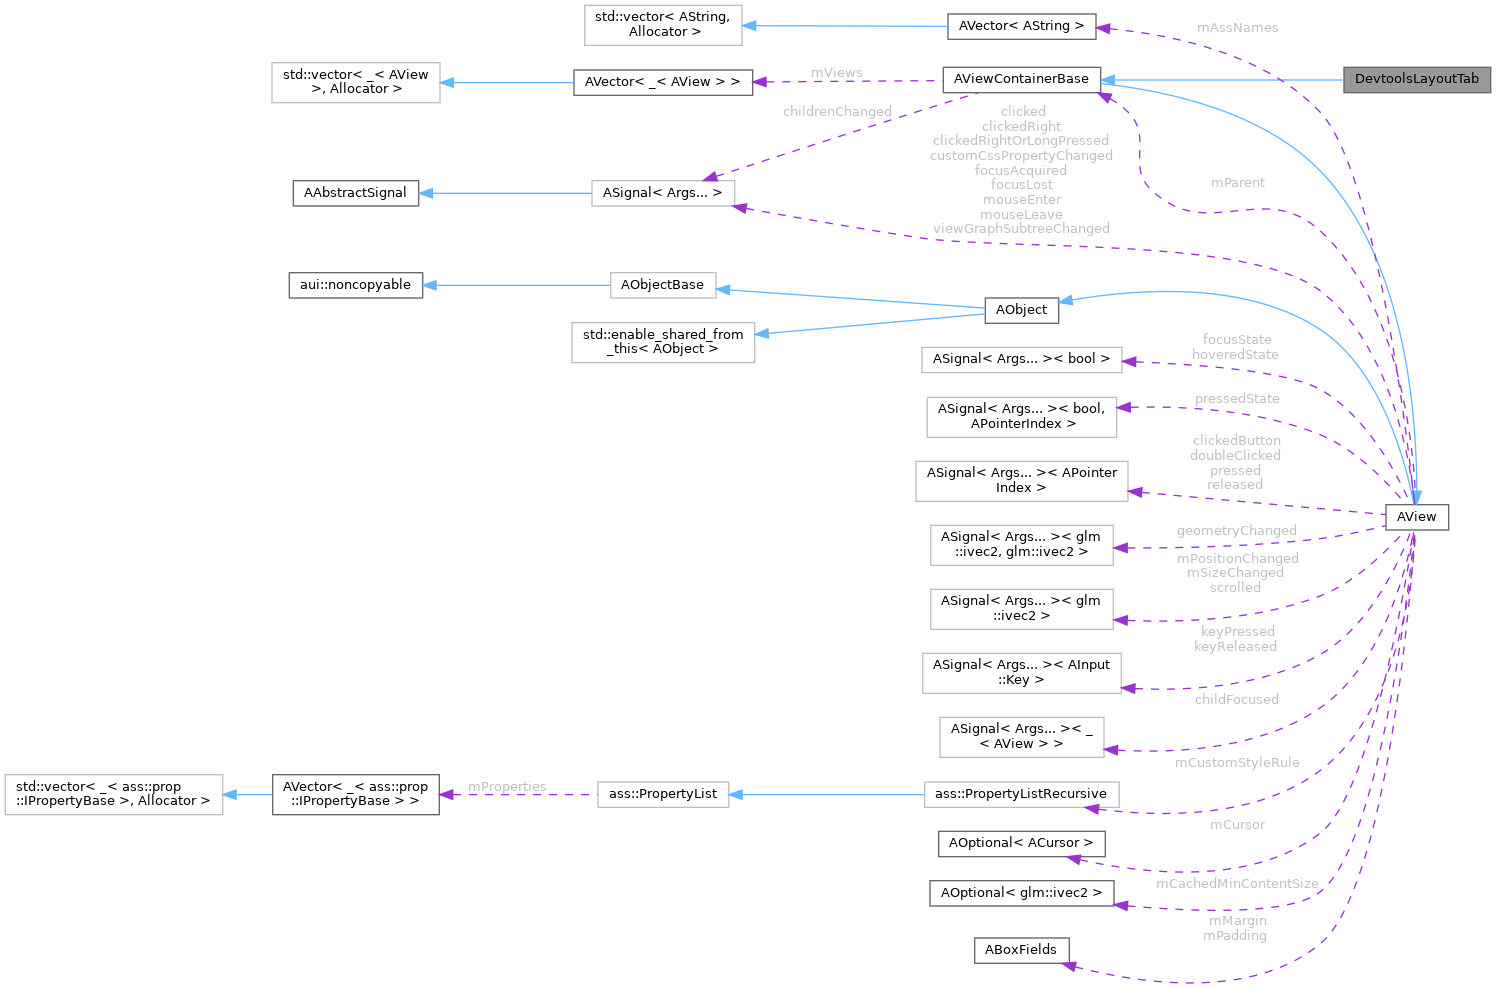 std::vector< AString,
Allocator >
AVector< AString >
mAssNames
std::vector< _< AView
>, Allocator >
AVector< _< AView > >
mViews
AViewContainerBase
DevtoolsLayoutTab
childrenChanged
clicked
clickedRight
clickedRightOrLongPressed
customCssPropertyChanged
focusAcquired
focusLost
mouseEnter
mouseLeave
viewGraphSubtreeChanged
mParent
AAbstractSignal
ASignal< Args... >
aui::noncopyable
AObjectBase
AObject
std::enable_shared_from
_this< AObject >
ASignal< Args... >< bool >
focusState
hoveredState
ASignal< Args... >< bool,
APointerIndex >
pressedState
ASignal< Args... >< APointer
Index >
clickedButton
doubleClicked
pressed
released
AView
ASignal< Args... >< glm
::ivec2, glm::ivec2 >
geometryChanged
ASignal< Args... >< glm
::ivec2 >
mPositionChanged
mSizeChanged
scrolled
ASignal< Args... >< AInput
::Key >
keyPressed
keyReleased
ASignal< Args... >< _
< AView > >
childFocused
std::vector< _< ass::prop
::IPropertyBase >, Allocator >
AVector< _< ass::prop
::IPropertyBase > >
mProperties
ass::PropertyList
ass::PropertyListRecursive
mCustomStyleRule
AOptional< ACursor >
mCursor
AOptional< glm::ivec2 >
mCachedMinContentSize
ABoxFields
mMargin
mPadding